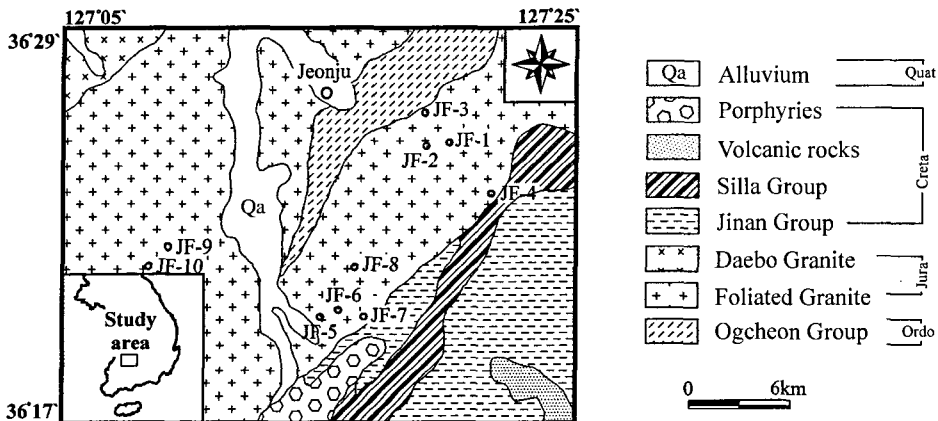 127°05`
127°25`
36°29`
Jeonju
JF-3
JF-1
JF-2
JF-4
Qa
JF-9
JF-10
JF-8
JF-6
JF-5
JF-7
Study
area
36°17`
Qa Alluvium
Porphyries
Volcanic rocks
Silla Group
Jinan Group
Daebo Granite
Foliated Granite
Ogcheon Group
Quat
Creta
Jura
Ordo
0 6km